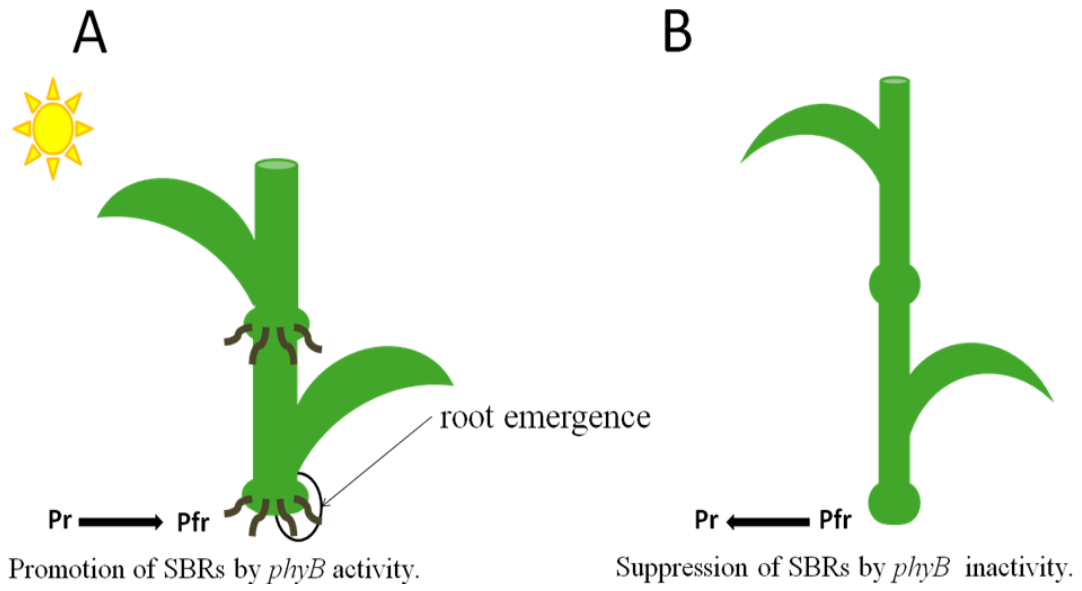 A
B
root emergence
Pr Pfr
Pr Pfr
Promotion of SBRs by phyB activity.
Suppression of SBRs by phyB inactivity.